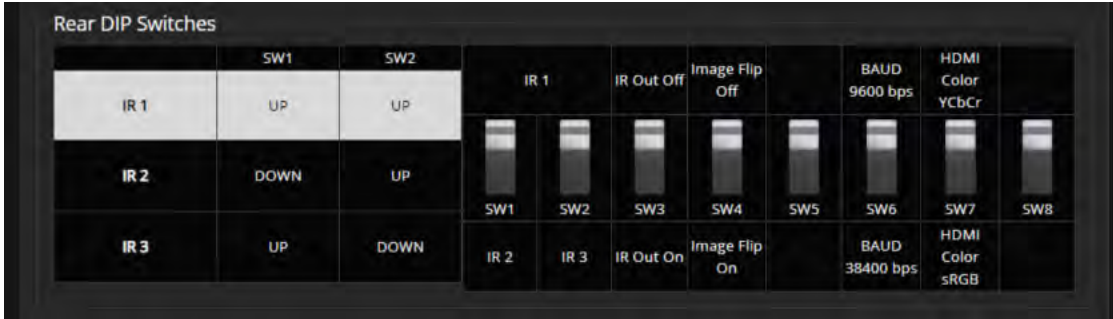 Rear DIP Switches
SW1 SW2
IR 1 UP UP
IR 2 DOWN UP
IR 3 UP DOWN
IR 1 IR Out Off Image Flip Off BAUD 9600 bps HDMI Color YCbCr
SW1 SW2 SW3 SW4 SW5 SW6 SW7 SW8
IR 2 IR 3 IR Out On Image Flip On BAUD 38400 bps HDMI Color sRGB